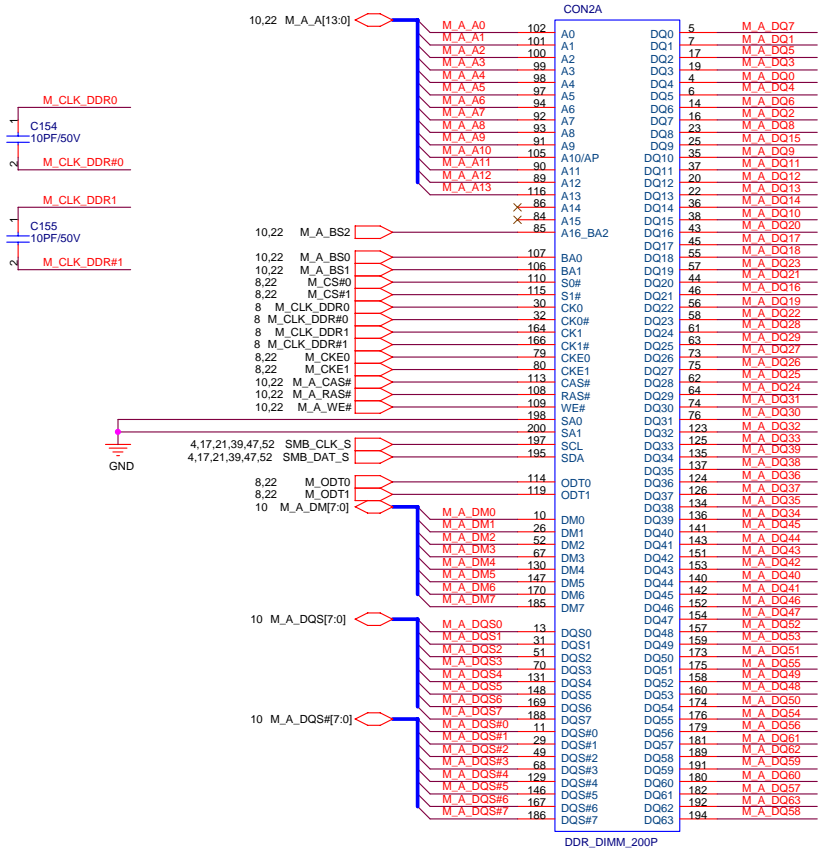 CON2A
10,22 M_A_A[13:0]
M_A_A0 102 A0 DQ0 5 M_A_DQ7
M_A_A1 101 A1 DQ1 7 M_A_DQ1
M_A_A2 100 A2 DQ2 17 M_A_DQ5
M_A_A3 99 A3 DQ3 19 M_A_DQ3
M_A_A4 98 A4 DQ4 4 M_A_DQ0
M_A_A5 97 A5 DQ5 6 M_A_DQ4
M_A_A6 94 A6 DQ6 14 M_A_DQ6
M_A_A7 92 A7 DQ7 16 M_A_DQ2
M_A_A8 93 A8 DQ8 23 M_A_DQ8
M_A_A9 91 A9 DQ9 25 M_A_DQ15
M_A_A10 105 A10/AP DQ10 35 M_A_DQ9
M_A_A11 90 A11 DQ11 37 M_A_DQ11
M_A_A12 89 A12 DQ12 20 M_A_DQ12
M_A_A13 116 A13 DQ13 22 M_A_DQ13
86 A14 DQ14 36 M_A_DQ14
84 A15 DQ15 38 M_A_DQ10
10,22 M_A_BS2 85 A16_BA2 DQ16 43 M_A_DQ20
DQ17 45 M_A_DQ17
10,22 M_A_BS0 107 BA0 DQ18 55 M_A_DQ18
10,22 M_A_BS1 106 BA1 DQ19 57 M_A_DQ23
8,22 M_CS#0 110 S0# DQ20 44 M_A_DQ21
8,22 M_CS#1 115 S1# DQ21 46 M_A_DQ16
8 M_CLK_DDR0 30 CK0 DQ22 56 M_A_DQ19
8 M_CLK_DDR#0 32 CK0# DQ23 58 M_A_DQ22
8 M_CLK_DDR1 164 CK1 DQ24 61 M_A_DQ28
8 M_CLK_DDR#1 166 CK1# DQ25 63 M_A_DQ29
8,22 M_CKE0 79 CKE0 DQ26 73 M_A_DQ27
8,22 M_CKE1 80 CKE1 DQ27 75 M_A_DQ26
10,22 M_A_CAS# 113 CAS# DQ28 62 M_A_DQ25
10,22 M_A_RAS# 108 RAS# DQ29 64 M_A_DQ24
10,22 M_A_WE# 109 WE# DQ30 74 M_A_DQ31
198 SA0 DQ31 76 M_A_DQ30
200 SA1 DQ32 123 M_A_DQ32
4,17,21,39,47,52 SMB_CLK_S 197 SCL DQ33 125 M_A_DQ33
4,17,21,39,47,52 SMB_DAT_S 195 SDA DQ34 135 M_A_DQ39
DQ35 137 M_A_DQ38
8,22 M_ODT0 114 ODT0 DQ36 124 M_A_DQ36
8,22 M_ODT1 119 ODT1 DQ37 126 M_A_DQ37
10 M_A_DM[7:0] DQ38 134 M_A_DQ35
M_A_DM0 10 DM0 DQ39 136 M_A_DQ34
M_A_DM1 26 DM1 DQ40 141 M_A_DQ45
M_A_DM2 52 DM2 DQ41 143 M_A_DQ44
M_A_DM3 67 DM3 DQ42 151 M_A_DQ43
M_A_DM4 130 DM4 DQ43 153 M_A_DQ42
M_A_DM5 147 DM5 DQ44 140 M_A_DQ40
M_A_DM6 170 DM6 DQ45 142 M_A_DQ41
M_A_DM7 185 DM7 DQ46 152 M_A_DQ46
DQ47 154 M_A_DQ47
10 M_A_DQS[7:0]
M_A_DQS0 13 DQS0 DQ48 157 M_A_DQ52
M_A_DQS1 31 DQS1 DQ49 159 M_A_DQ53
M_A_DQS2 51 DQS2 DQ50 173 M_A_DQ51
M_A_DQS3 70 DQS3 DQ51 175 M_A_DQ55
M_A_DQS4 131 DQS4 DQ52 158 M_A_DQ49
M_A_DQS5 148 DQS5 DQ53 160 M_A_DQ48
M_A_DQS6 169 DQS6 DQ54 174 M_A_DQ50
M_A_DQS7 188 DQS7 DQ55 176 M_A_DQ54
10 M_A_DQS#[7:0]
M_A_DQS#0 11 DQS#0 DQ56 179 M_A_DQ56
M_A_DQS#1 29 DQS#1 DQ57 181 M_A_DQ61
M_A_DQS#2 49 DQS#2 DQ58 189 M_A_DQ62
M_A_DQS#3 68 DQS#3 DQ59 191 M_A_DQ59
M_A_DQS#4 129 DQS#4 DQ60 180 M_A_DQ60
M_A_DQS#5 146 DQS#5 DQ61 182 M_A_DQ57
M_A_DQS#6 167 DQS#6 DQ62 192 M_A_DQ63
M_A_DQS#7 186 DQS#7 DQ63 194 M_A_DQ58
DDR_DIMM_200P
M_CLK_DDR0
1
C154
10PF/50V
2
M_CLK_DDR#0
M_CLK_DDR1
1
C155
10PF/50V
2
M_CLK_DDR#1
GND